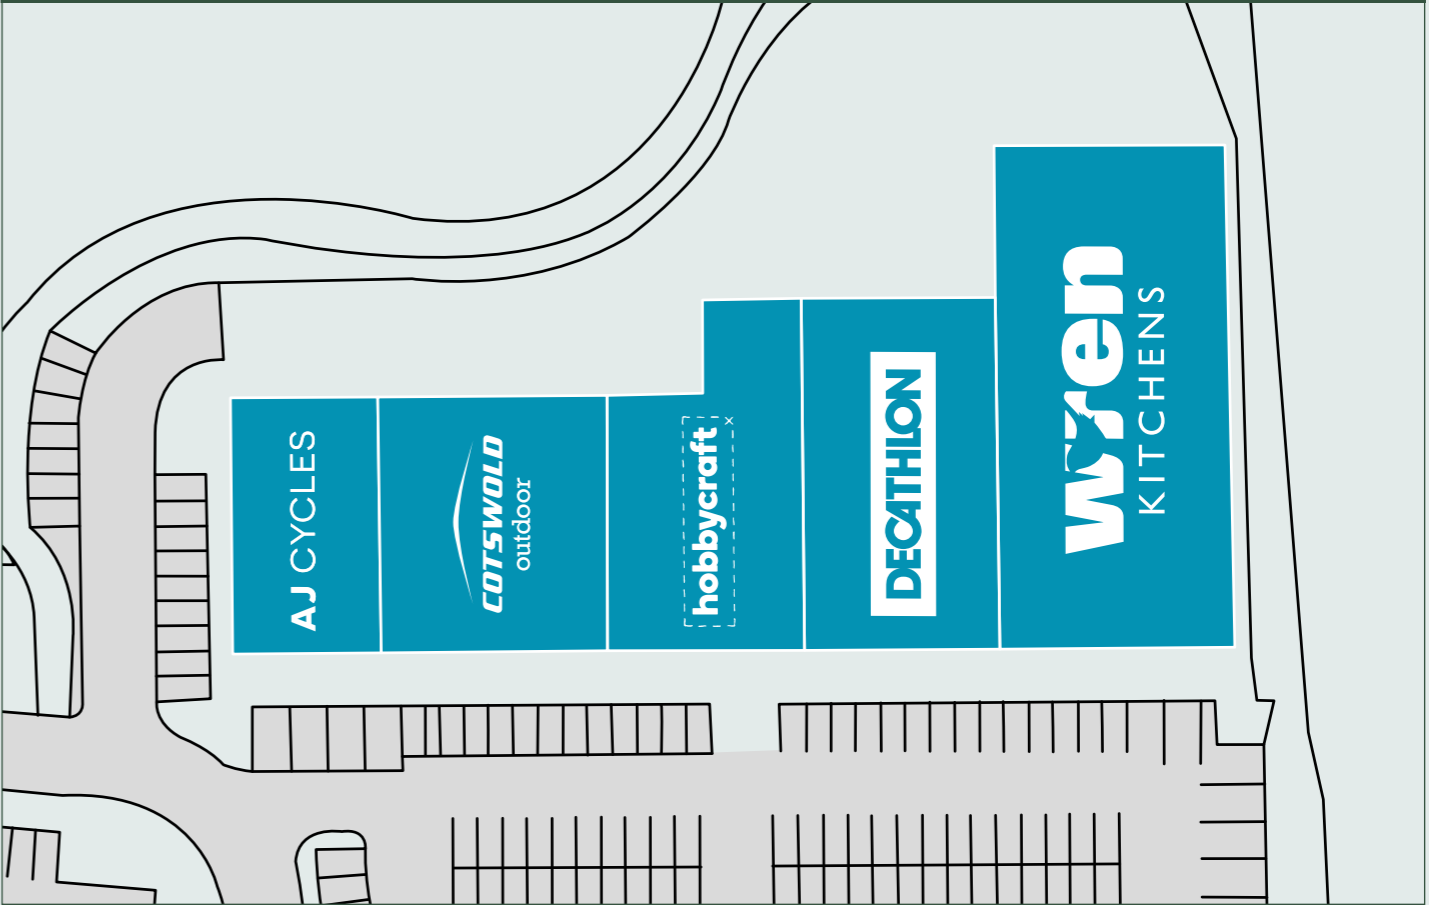 AJ CYCLES
COTSWOLD
outdoor
hobbycraft
DECATHLON
wren
KITCHENS